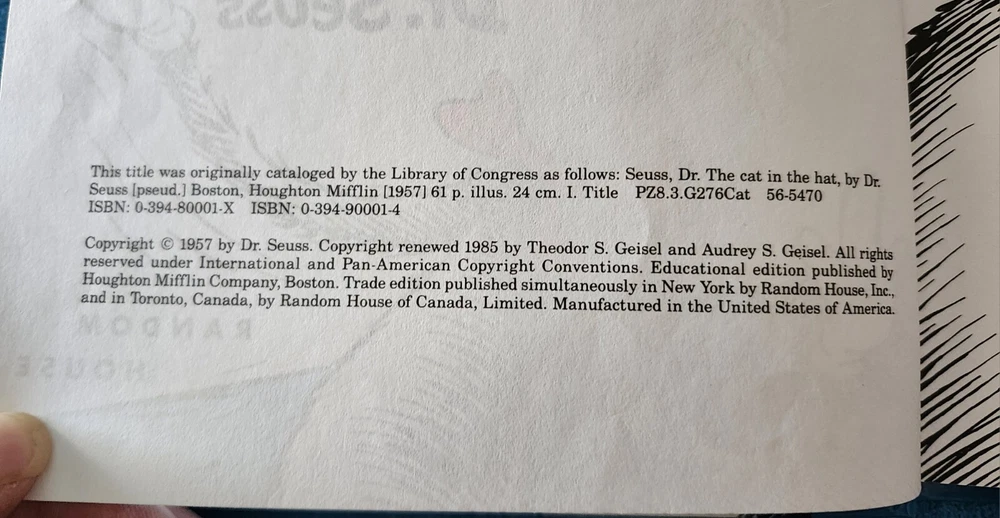 Dr. Seuss
This title was originally cataloged by the Library of Congress as follows: Seuss, Dr. The cat in the hat, by Dr.
Seuss [pseud.] Boston, Houghton Mifflin [1957] 61 p. illus. 24 cm. I. Title PZ8.3.G276Cat 56-5470
ISBN: 0-394-80001-X ISBN: 0-394-90001-4
Copyright © 1957 by Dr. Seuss. Copyright renewed 1985 by Theodor S. Geisel and Audrey S. Geisel. All rights
reserved under International and Pan-American Copyright Conventions. Educational edition published by
Houghton Mifflin Company, Boston. Trade edition published simultaneously in New York by Random House, Inc.,
and in Toronto, Canada, by Random House of Canada, Limited. Manufactured in the United States of America.
RANDOM
HOUSE